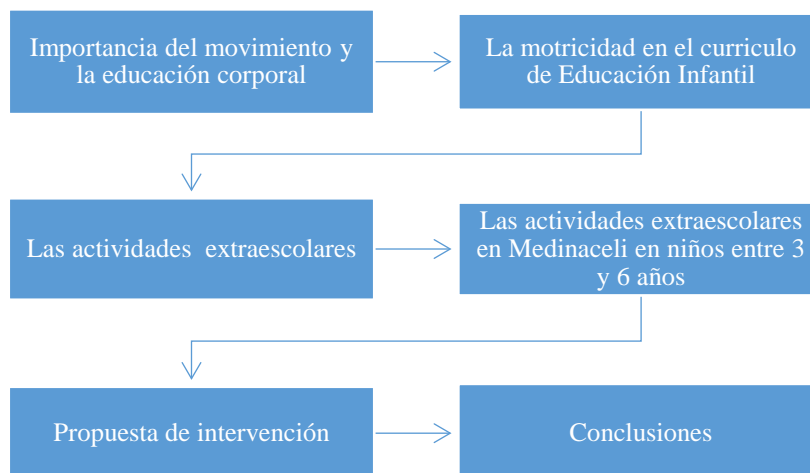 Importancia del movimiento y
la educación corporal
La motricidad en el curriculo
de Educación Infantil
Las actividades  extraescolares
Las actividades extraescolares
en Medinaceli en niños entre 3
y 6 años
Propuesta de intervención
Conclusiones